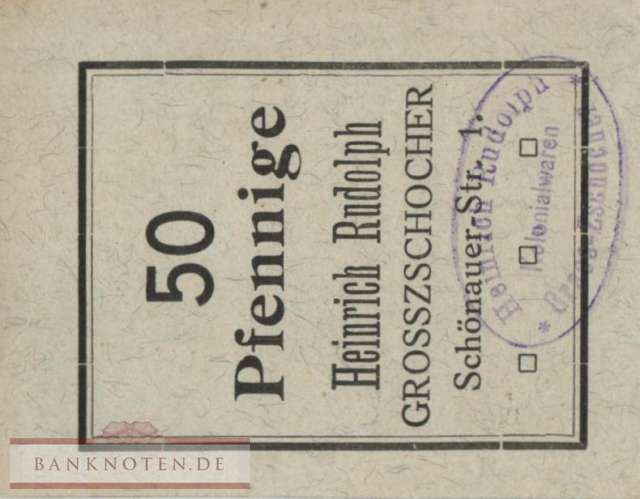 50
Pfennige
Heinrich Rudolph
GROSSZSCHOCHER
Schönauer-Str. 1.
Heinrich Rudolph
Kolonialwaren
BANKNOTEN.DE